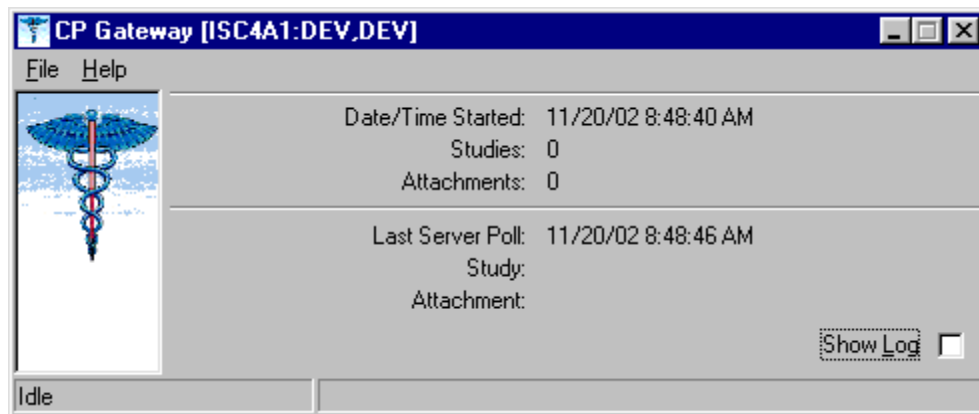 CP Gateway [ISC4A1:DEV,DEV]
File Help
Date/Time Started: 11/20/02 8:48:40 AM
Studies: 0
Attachments: 0
Last Server Poll: 11/20/02 8:48:46 AM
Study:
Attachment:
Show Log
Idle